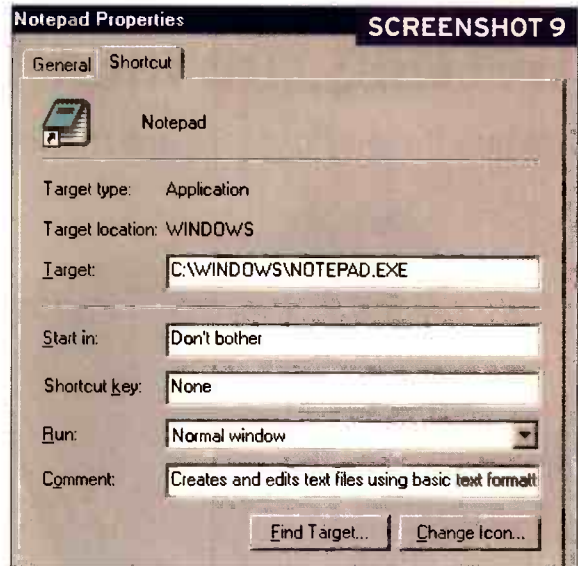 Notepad Properties
SCREENSHOT 9
General Shortcut
Notepad
Target type: Application
Target location: WINDOWS
Target: C:\WINDOWS\NOTEPAD.EXE
Start in: Don't bother
Shortcut key: None
Run: Normal window
Comment: Creates and edits text files using basic text formatt
Find Target... Change Icon...